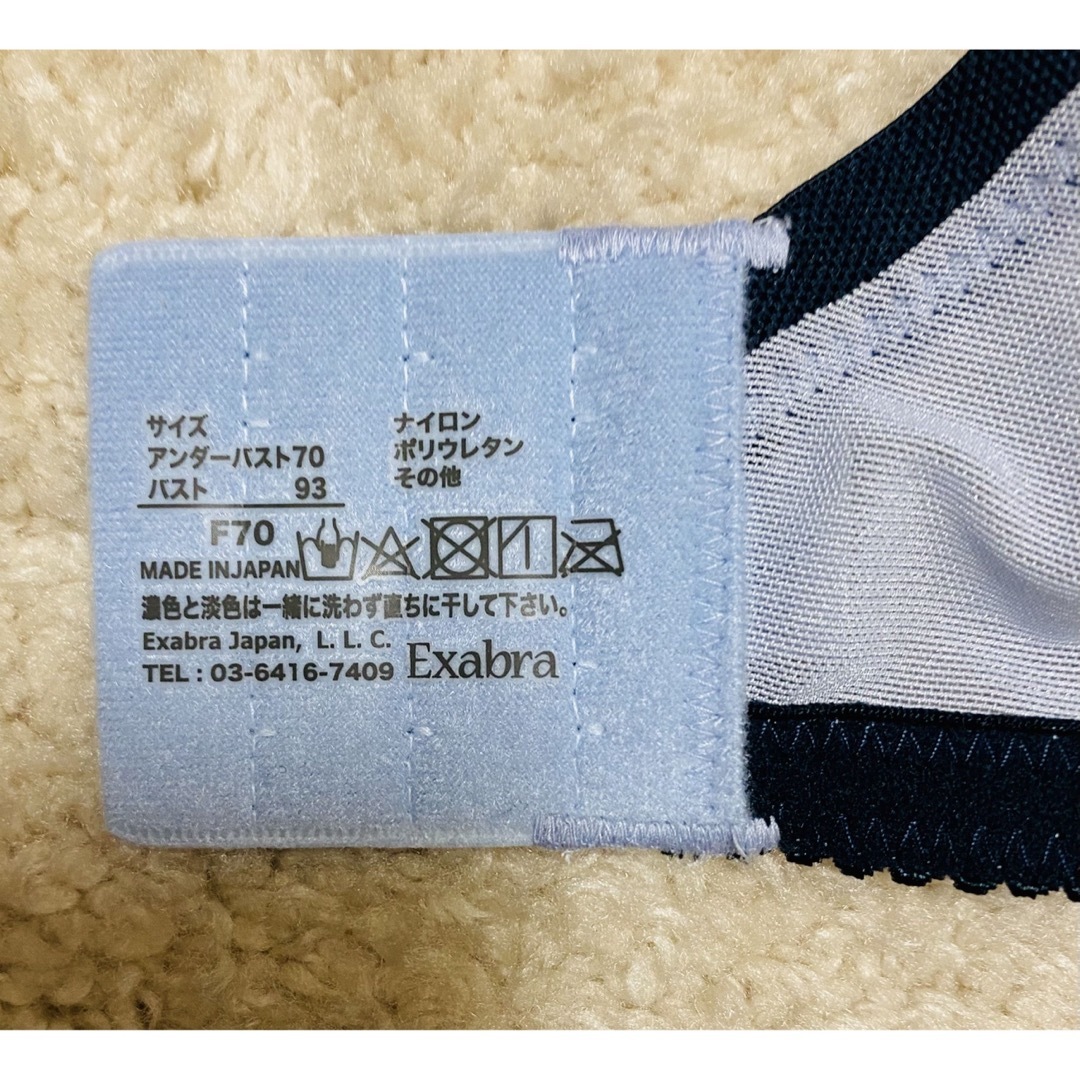 サイズ
アンダーバスト70
バスト 93
F70
ナイロン
ポリウレタン
その他
MADE INJAPAN
濃色と淡色は一緒に洗わず直ちに干して下さい。
Exabra Japan, L. L. C.
TEL : 03-6416-7409
Exabra